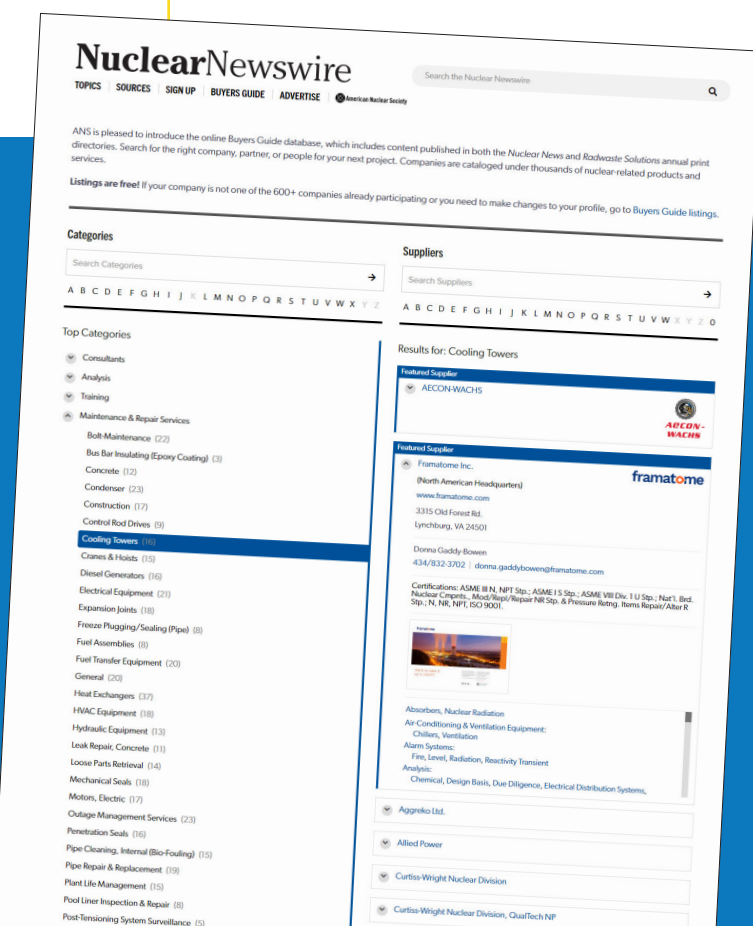 NuclearNewswire
Search the Nuclear Newswire
TOPICS SOURCES SIGN UP BUYERS GUIDE ADVERTISE American Nuclear Society
ANS is pleased to introduce the online Buyers Guide database, which includes content published in both the Nuclear News and Radwaste Solutions annual print
directories. Search for the right company, partner, or people for your next project. Companies are cataloged under thousands of nuclear-related products and
services.
Listings are free! If your company is not one of the 600+ companies already participating or you need to make changes to your profile, go to Buyers Guide listings.
Categories
Search Categories
A B C D E F G H I J K L M N O P Q R S T U V W X Y Z
Top Categories
Consultants
Analysis
Training
Maintenance & Repair Services
Bolt-Maintenance (22)
Bus Bar Insulating (Epoxy Coating) (3)
Concrete (12)
Condenser (23)
Construction (17)
Control Rod Drives (9)
Cooling Towers (16)
Cranes & Hoists (15)
Diesel Generators (16)
Electrical Equipment (21)
Expansion Joints (18)
Freeze Plugging/Sealing (Pipe) (8)
Fuel Assemblies (8)
Fuel Transfer Equipment (20)
General (20)
Heat Exchangers (37)
HVAC Equipment (18)
Hydraulic Equipment (13)
Leak Repair, Concrete (11)
Loose Parts Retrieval (14)
Mechanical Seals (18)
Motors, Electric (17)
Outage Management Services (23)
Penetration Seals (16)
Pipe Cleaning, Internal (Bio-Fouling) (15)
Pipe Repair & Replacement (19)
Plant Life Management (15)
Pool Liner Inspection & Repair (8)
Post-Tensioning System Surveillance (5)
Suppliers
Search Suppliers
A B C D E F G H I J K L M N O P Q R S T U V W X Y Z 0
Results for: Cooling Towers
Featured Supplier
AECON-WACHS
AECON-
WACHS
Featured Supplier
Framatome Inc.
framatome
(North American Headquarters)
www.framatome.com
3315 Old Forest Rd.
Lynchburg, VA 24501
Donna Gaddy-Bowen
434/832-3702 | donna.gaddybowen@framatome.com
Certifications: ASME III N, NPT Stp.; ASME I S Stp.; ASME VIII Div. 1 U Stp.; Nat'l. Brd.
Nuclear Cmpnts., Mod/Repl/Repair NR Stp. & Pressure Retng. Items Repair/Alter R
Stp.; N, NR, NPT, ISO 9001.
Absorbers, Nuclear Radiation
Air-Conditioning & Ventilation Equipment:
Chillers, Ventilation
Alarm Systems:
Fire, Level, Radiation, Reactivity Transient
Analysis:
Chemical, Design Basis, Due Diligence, Electrical Distribution Systems,
Aggreko Ltd.
Allied Power
Curtiss-Wright Nuclear Division
Curtiss-Wright Nuclear Division, QualTech NP